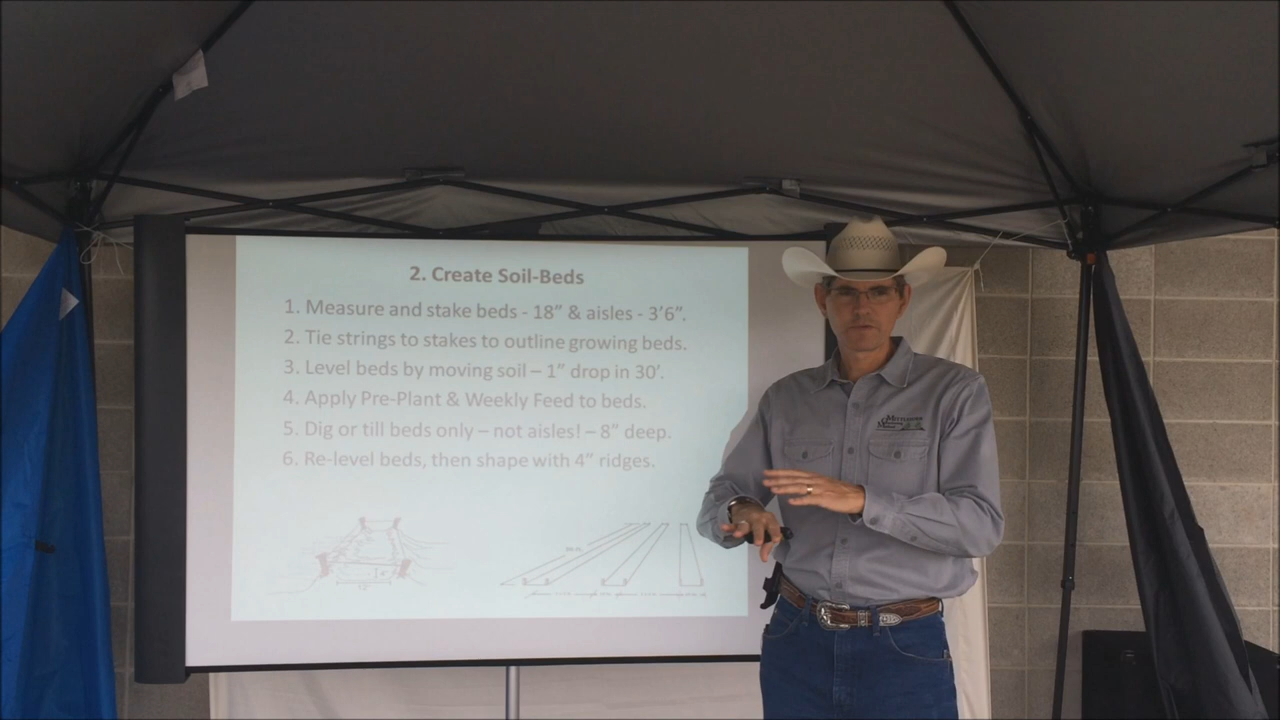 2. Create Soil-Beds
1. Measure and stake beds - 18” & aisles - 3’6”.
2. Tie strings to stakes to outline growing beds.
3. Level beds by moving soil – 1” drop in 30’.
4. Apply Pre-Plant & Weekly Feed to beds.
5. Dig or till beds only – not aisles! – 8” deep.
6. Re-level beds, then shape with 4” ridges.